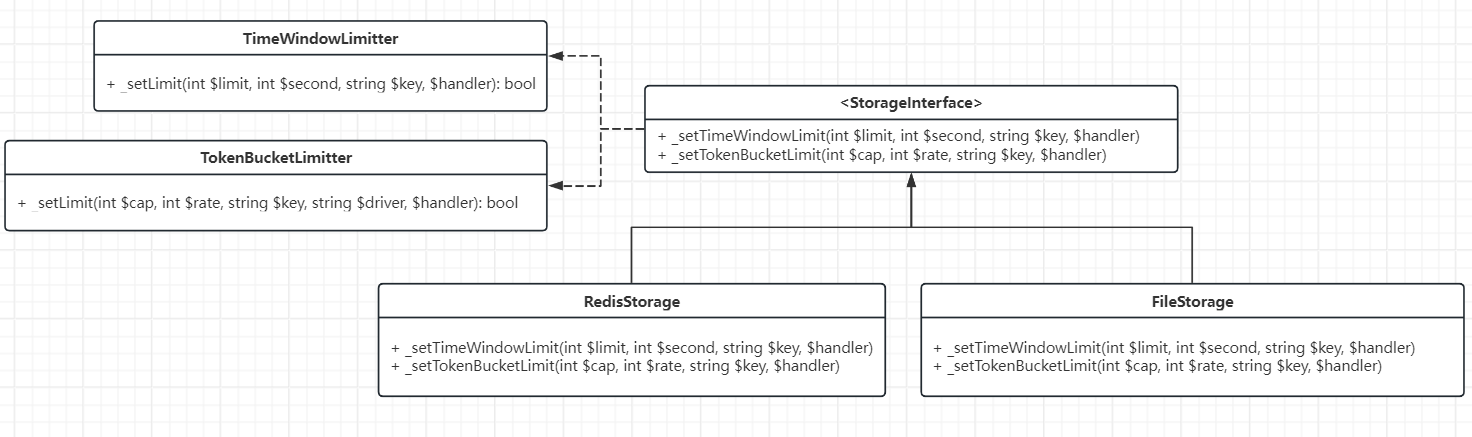 TimeWindowLimitter
+ _setLimit(int $limit, int $second, string $key, $handler): bool
TokenBucketLimitter
+ _setLimit(int $cap, int $rate, string $key, string $driver, $handler): bool
<StorageInterface>
+ _setTimeWindowLimit(int $limit, int $second, string $key, $handler)
+ _setTokenBucketLimit(int $cap, int $rate, string $key, $handler)
RedisStorage
+ _setTimeWindowLimit(int $limit, int $second, string $key, $handler)
+ _setTokenBucketLimit(int $cap, int $rate, string $key, $handler)
FileStorage
+ _setTimeWindowLimit(int $limit, int $second, string $key, $handler)
+ _setTokenBucketLimit(int $cap, int $rate, string $key, $handler)